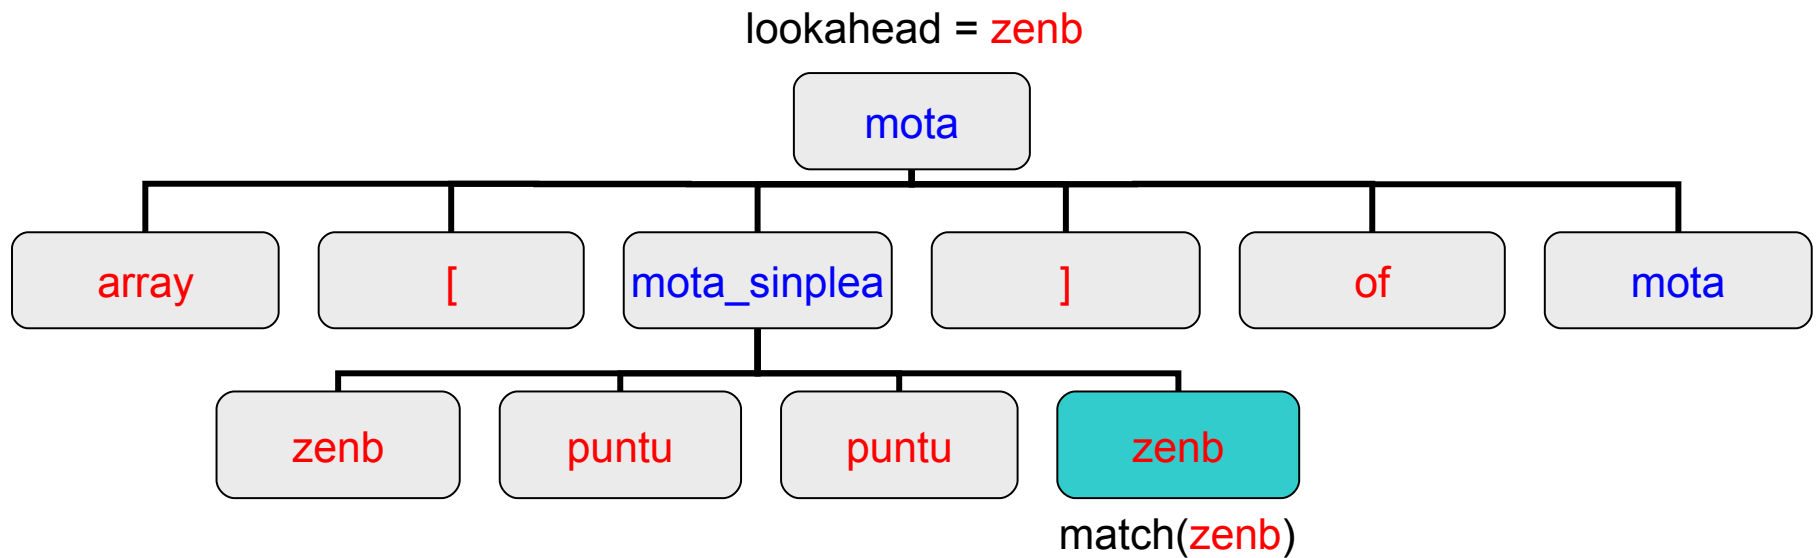 lookahead = zenb
mota
array [ mota_sinplea ] of mota
zenb puntu puntu zenb
match(zenb)